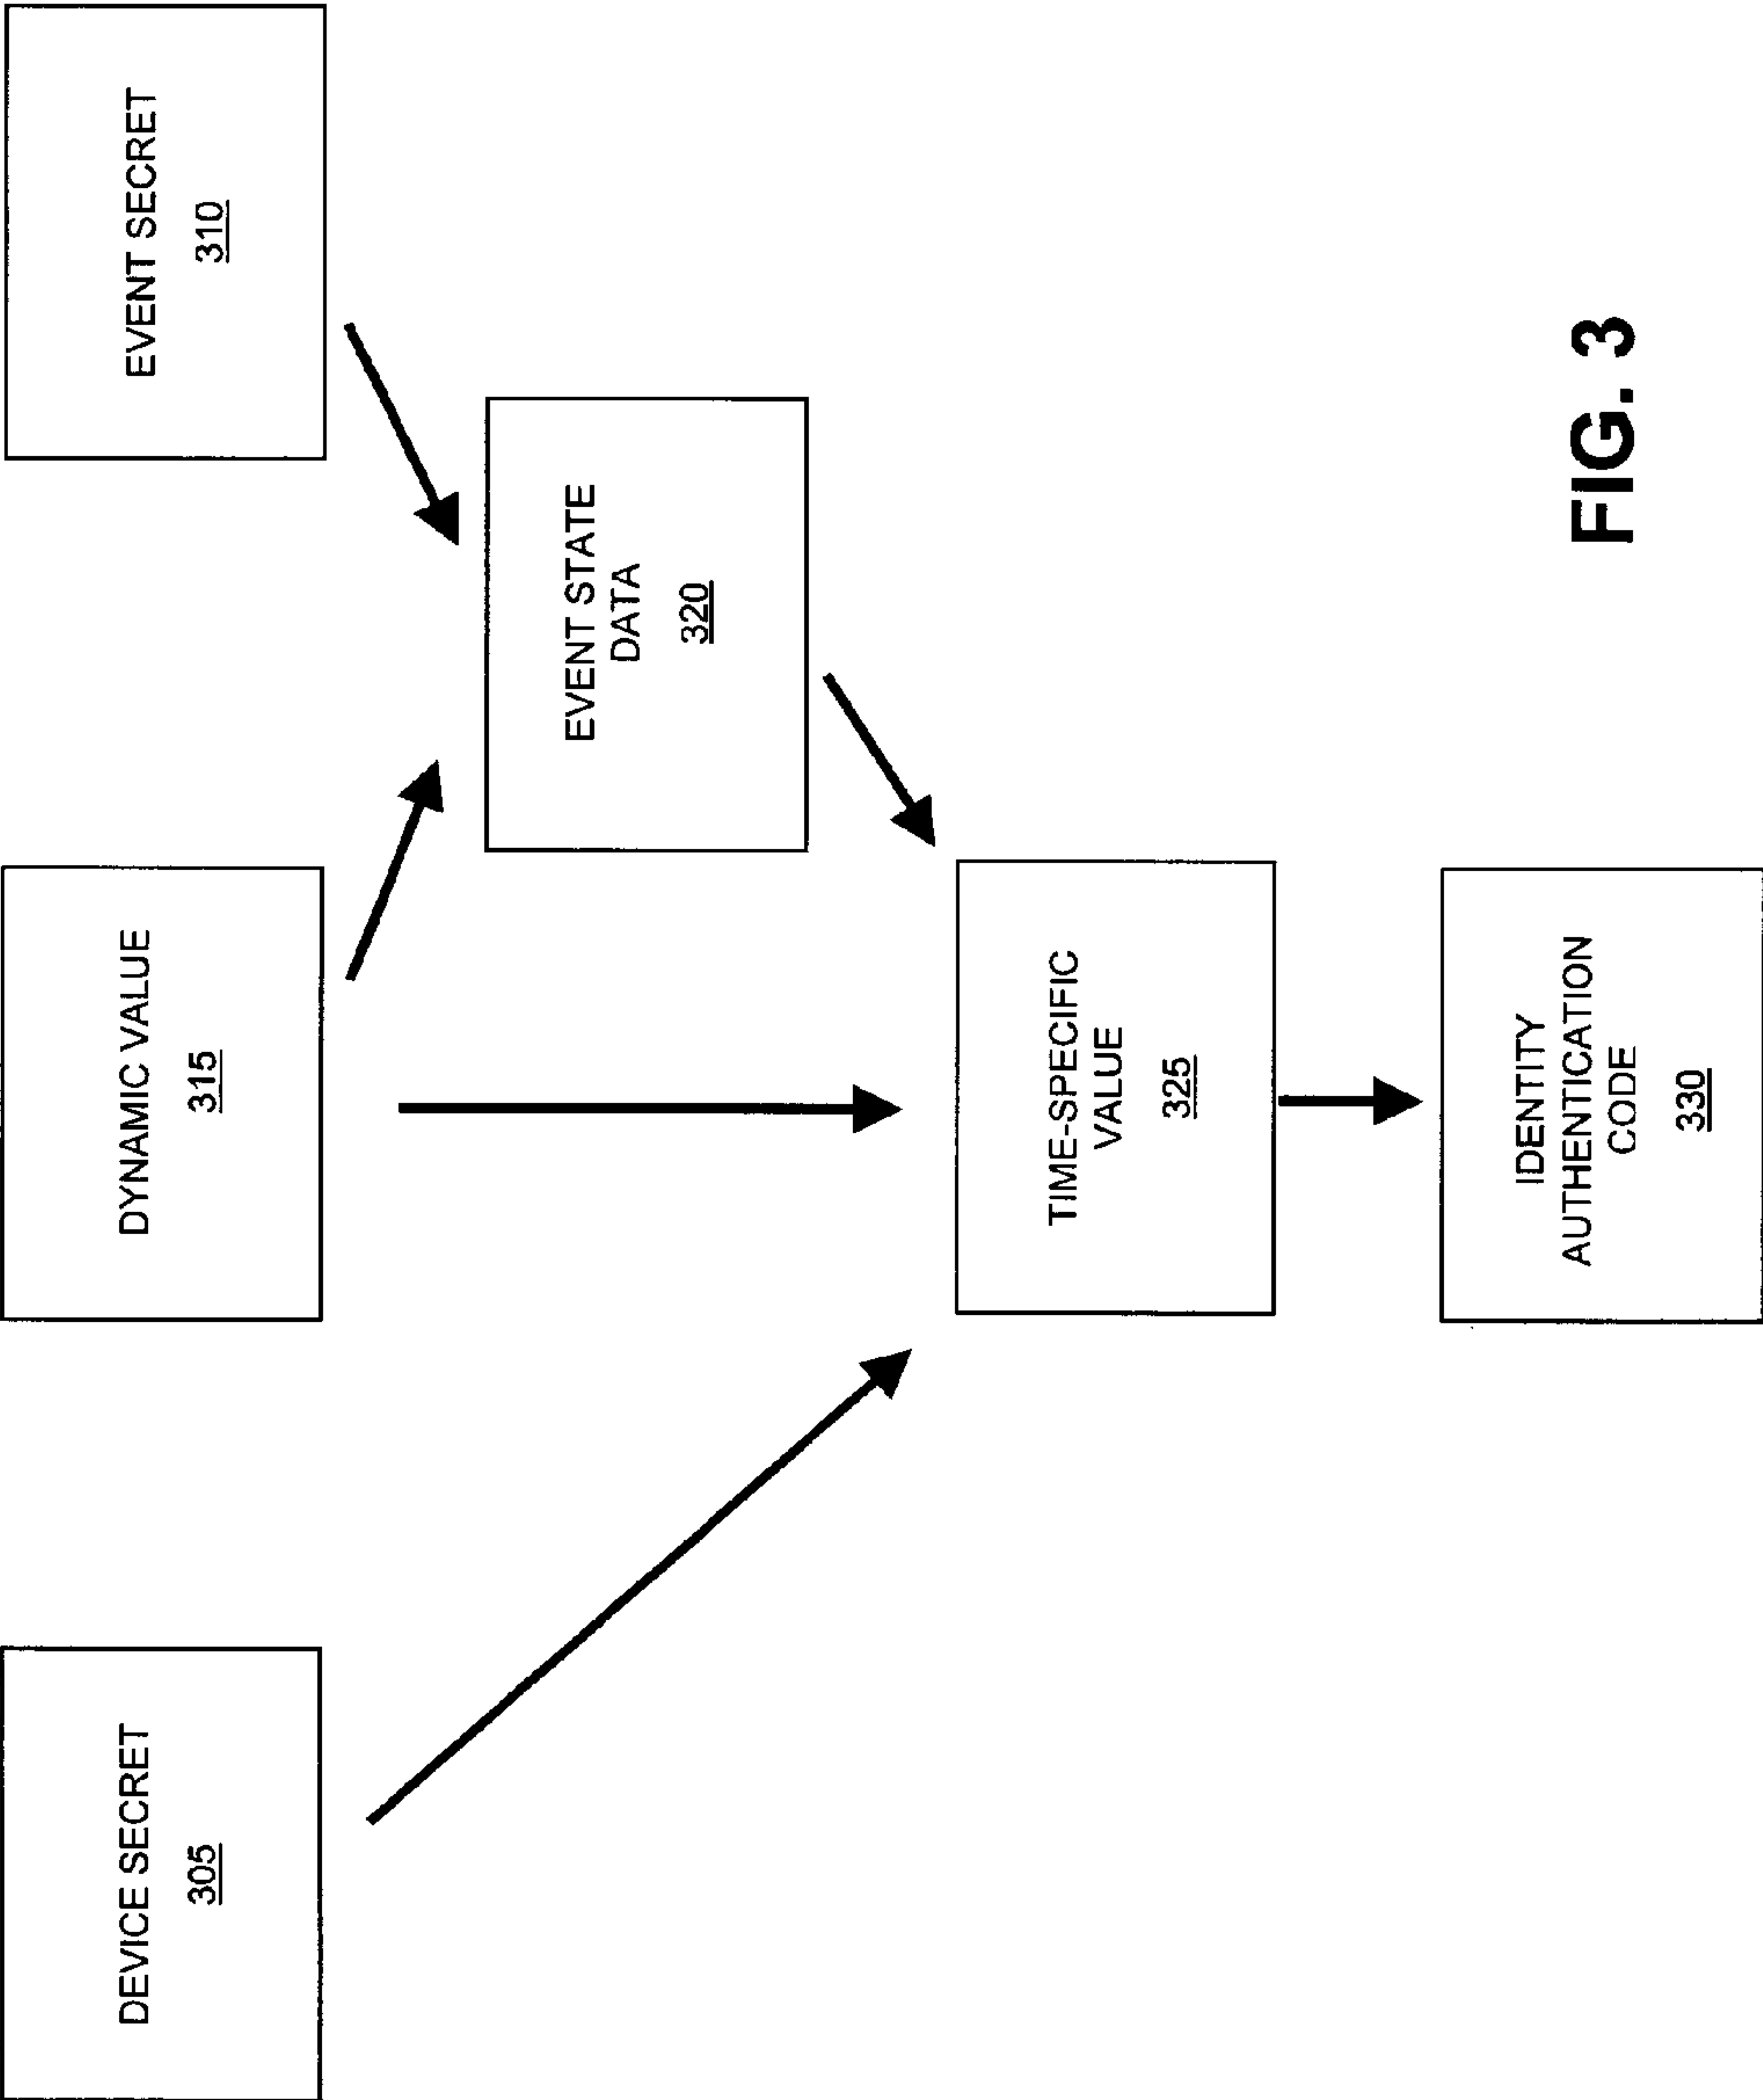 DEVICE SECRET
305
DYNAMIC VALUE
315
EVENT SECRET
310
EVENT STATE
DATA
320
TIME-SPECIFIC
VALUE
325
IDENTITY
AUTHENTICATION
CODE
330
FIG. 3